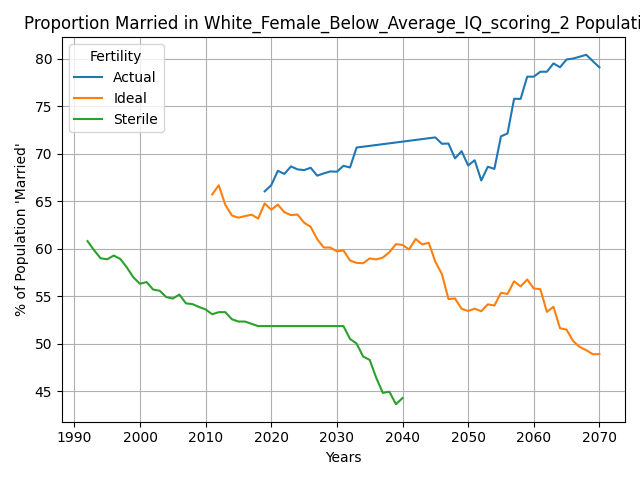 Proportion Married in White_Female_Below_Average_IQ_scoring_2 Populati
Fertility
Actual
Ideal
Sterile
% of Population 'Married'
80
75
70
65
60
55
50
45
1990 2000 2010 2020 2030 2040 2050 2060 2070
Years